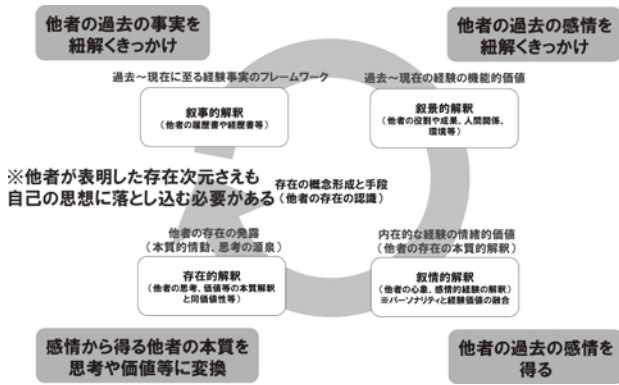 他者の過去の事実を
紐解くきっかけ
他者の過去の感情を
紐解くきっかけ
過去～現在に至る経験事実のフレームワーク
過去～現在の経験の機能的価値
叙事的解釈
（他者の履歴書や経歴書等）
叙景的解釈
（他者の役割や成果、人間関係、
環境等）
※他者が表明した存在次元さえも
自己の思想に落とし込む必要がある
存在の概念形成と手段
（他者の存在の認識）
他者の存在の発露
（本質的情動、思考の源泉）
内在的な経験の情緒的価値
（他者の存在の本質的解釈）
存在的解釈
（他者の思考、価値等の本質解釈
と同価値性等）
叙情的解釈
（他者の心象、感情的経験の解釈）
※パーソナリティと経験価値の融合
感情から得る他者の本質を
思考や価値等に変換
他者の過去の感情を
得る